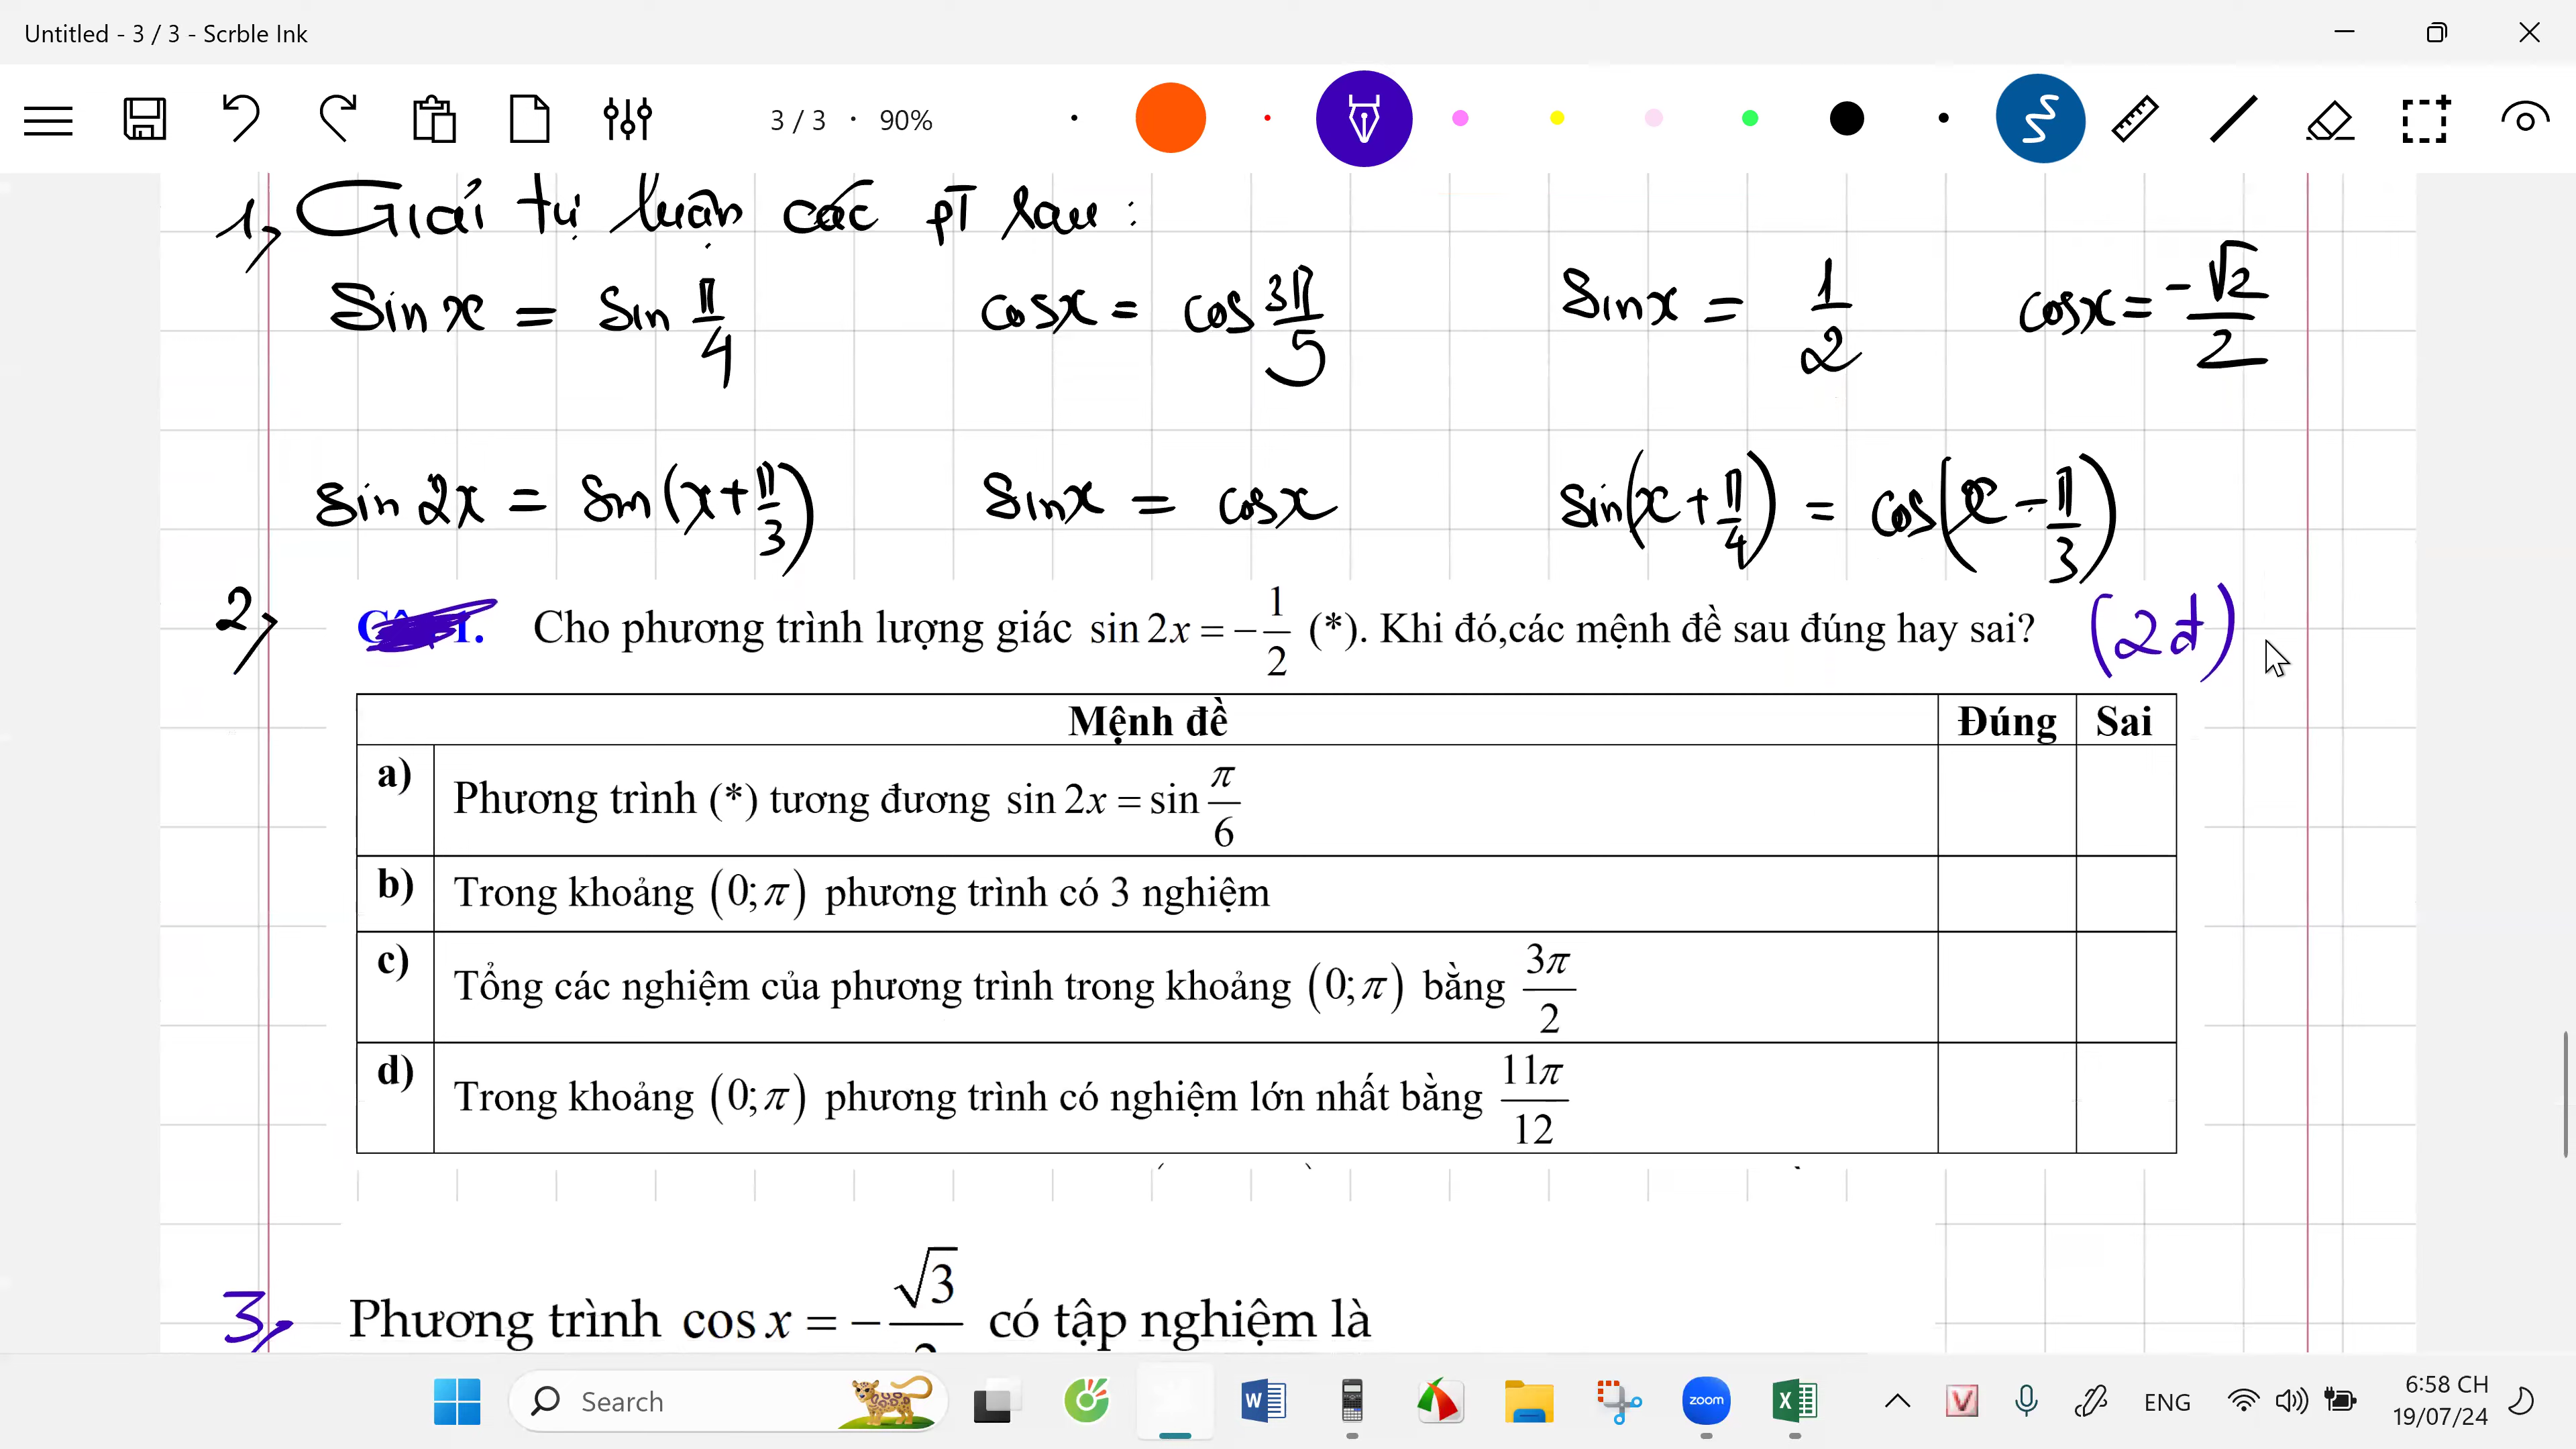 Untitled - 3 / 3 - Scrble Ink
3 / 3 · 90%
1, Giải tự luận các pT sau :
Sin x = Sin π/4
cosx = cos 3π/5
Sinx = 1/2
cosx = -√2/2
Sin 2x = Sin(x+π/3)
Sinx = cosx
Sin(x+π/4) = cos(x-π/3)
2, Cho phương trình lượng giác sin 2x = -1/2 (*). Khi đó,các mệnh đề sau đúng hay sai? (2đ)
Mệnh đề Đúng Sai
a) Phương trình (*) tương đương sin 2x = sin π/6
b) Trong khoảng (0;π) phương trình có 3 nghiệm
c) Tổng các nghiệm của phương trình trong khoảng (0;π) bằng 3π/2
d) Trong khoảng (0;π) phương trình có nghiệm lớn nhất bằng 11π/12
3, Phương trình cos x = -√3/2 có tập nghiệm là
Search
zoom
ENG
6:58 CH
19/07/24